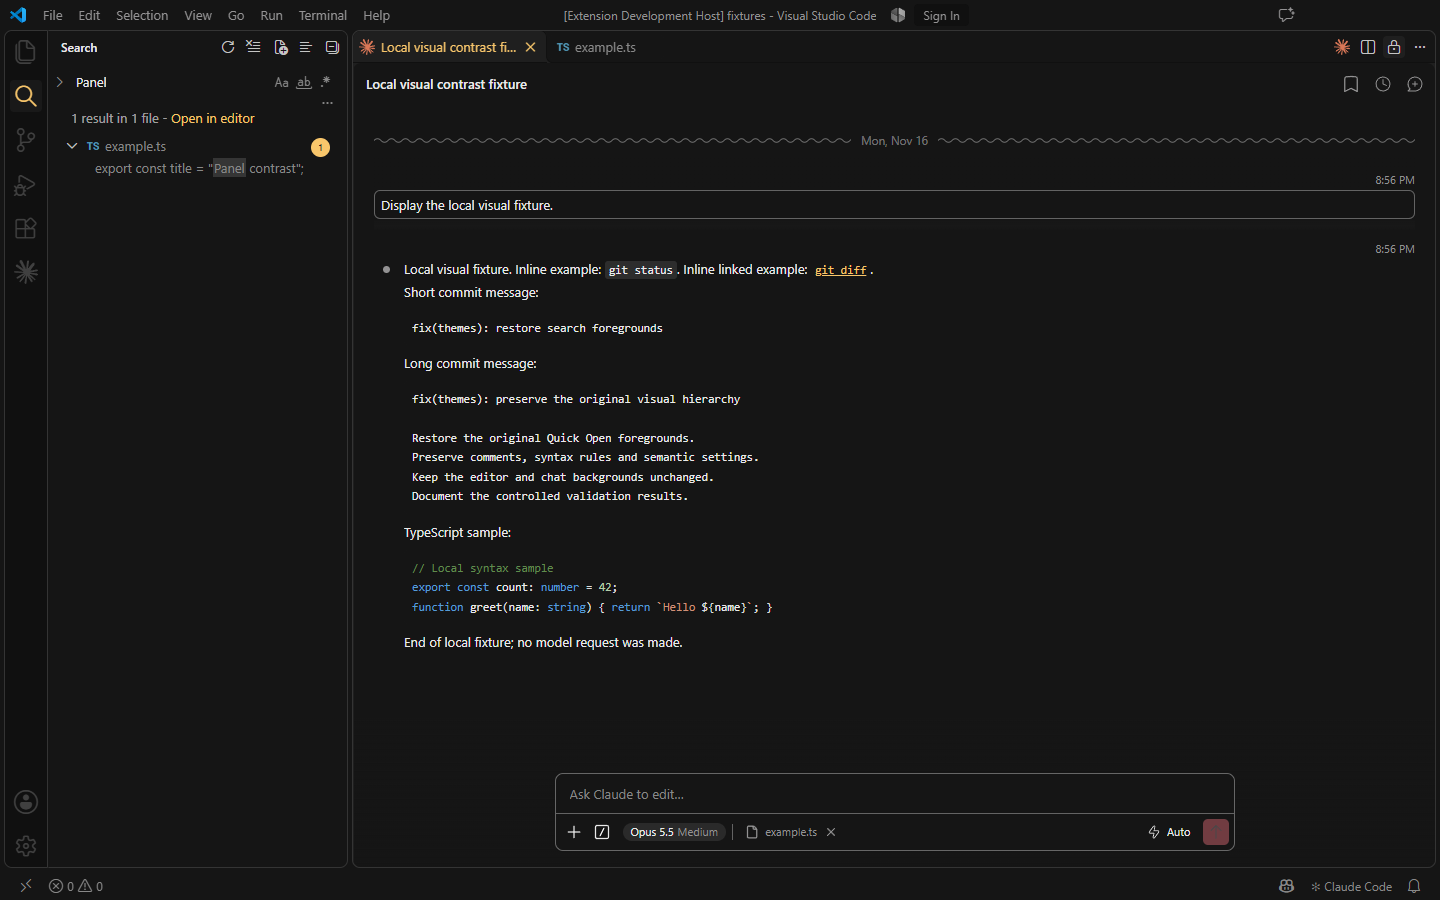 File Edit Selection View Go Run Terminal Help
[Extension Development Host] fixtures - Visual Studio Code
Sign In
Search
Panel
Aa ab .*
1 result in 1 file - Open in editor
TS example.ts
1
export const title = "Panel contrast";
Local visual contrast fi...
TS example.ts
Local visual contrast fixture
Mon, Nov 16
8:56 PM
Display the local visual fixture.
8:56 PM
Local visual fixture. Inline example: git status. Inline linked example: git diff .
Short commit message:
fix(themes): restore search foregrounds
Long commit message:
fix(themes): preserve the original visual hierarchy
Restore the original Quick Open foregrounds.
Preserve comments, syntax rules and semantic settings.
Keep the editor and chat backgrounds unchanged.
Document the controlled validation results.
TypeScript sample:
// Local syntax sample
export const count: number = 42;
function greet(name: string) { return `Hello ${name}`; }
End of local fixture; no model request was made.
Ask Claude to edit...
Opus 5.5 Medium
example.ts
Auto
0 0
Claude Code